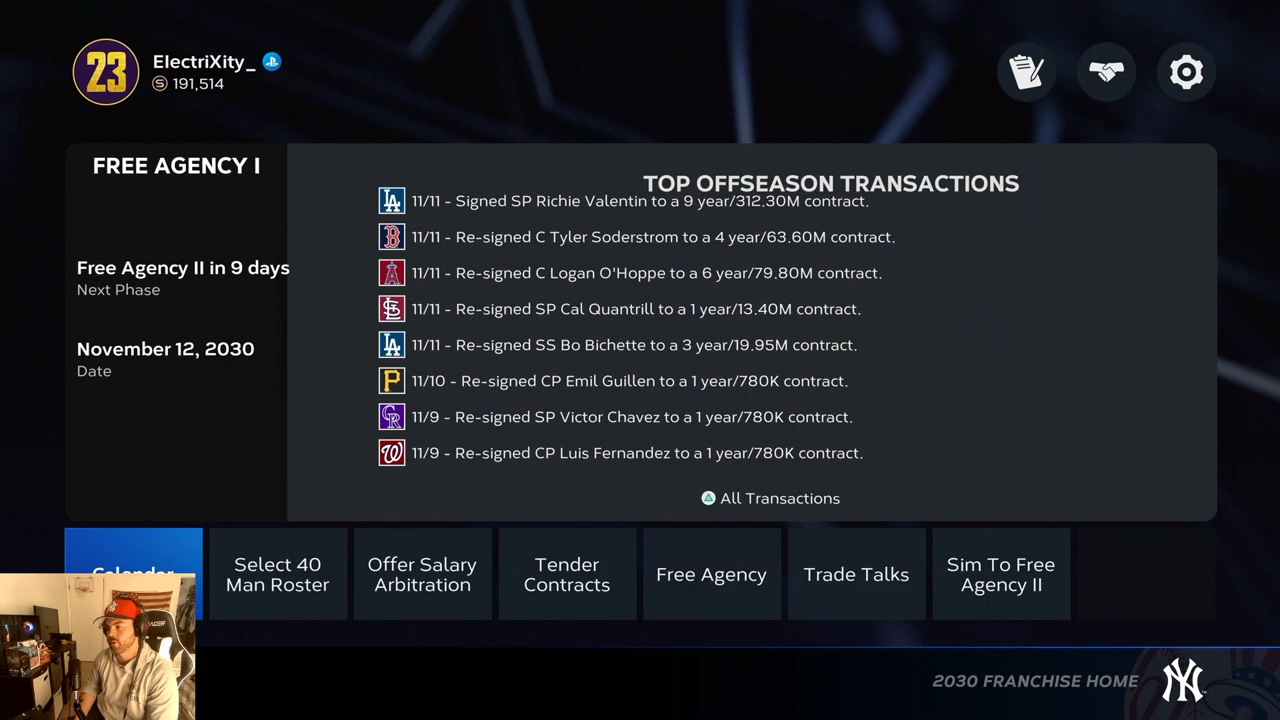 23
ElectriXity_
191,514
FREE AGENCY I
Free Agency II in 9 days
Next Phase
November 12, 2030
Date
TOP OFFSEASON TRANSACTIONS
11/11 - Signed SP Richie Valentin to a 9 year/312.30M contract.
11/11 - Re-signed C Tyler Soderstrom to a 4 year/63.60M contract.
11/11 - Re-signed C Logan O'Hoppe to a 6 year/79.80M contract.
11/11 - Re-signed SP Cal Quantrill to a 1 year/13.40M contract.
11/11 - Re-signed SS Bo Bichette to a 3 year/19.95M contract.
11/10 - Re-signed CP Emil Guillen to a 1 year/780K contract.
11/9 - Re-signed SP Victor Chavez to a 1 year/780K contract.
11/9 - Re-signed CP Luis Fernandez to a 1 year/780K contract.
All Transactions
Calendar
Select 40
Man Roster
Offer Salary
Arbitration
Tender
Contracts
Free Agency
Trade Talks
Sim To Free
Agency II
2030 FRANCHISE HOME